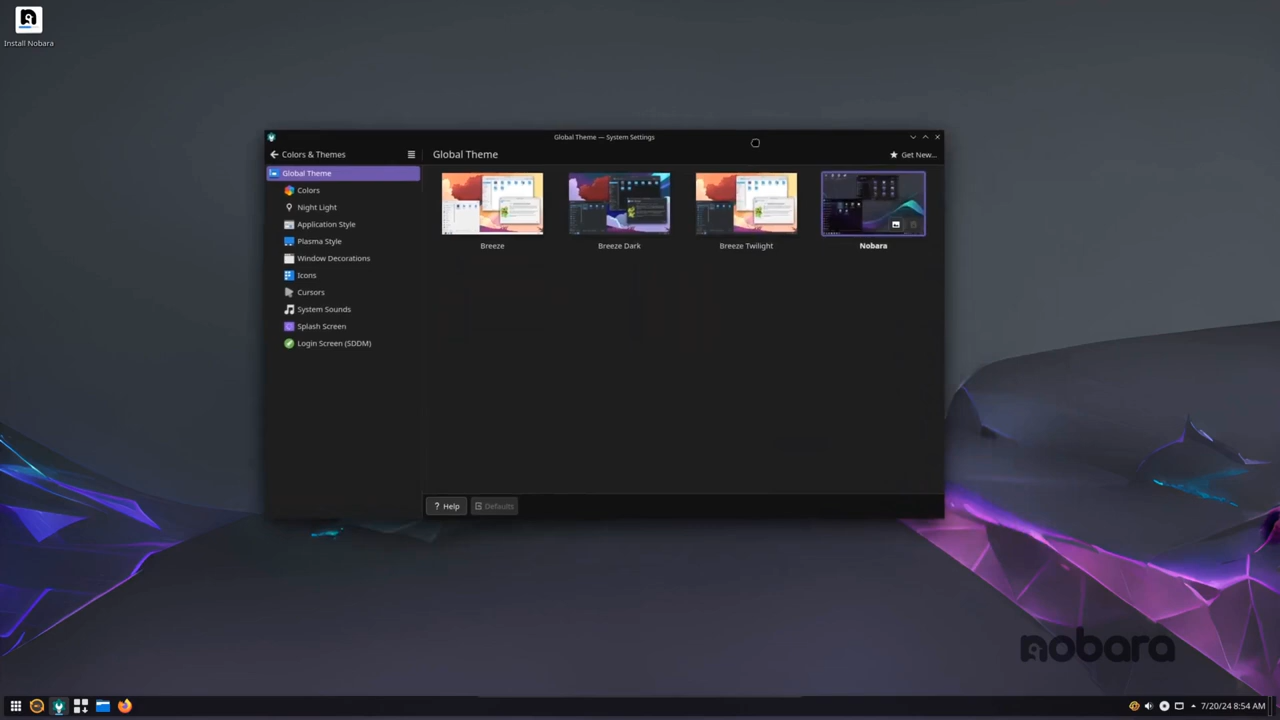 Install Nobara
Global Theme — System Settings
Colors & Themes
Global Theme
Get New...
Global Theme
Colors
Night Light
Application Style
Plasma Style
Window Decorations
Icons
Cursors
System Sounds
Splash Screen
Login Screen (SDDM)
Breeze
Breeze Dark
Breeze Twilight
Nobara
? Help
Defaults
nobara
7/20/24 8:54 AM